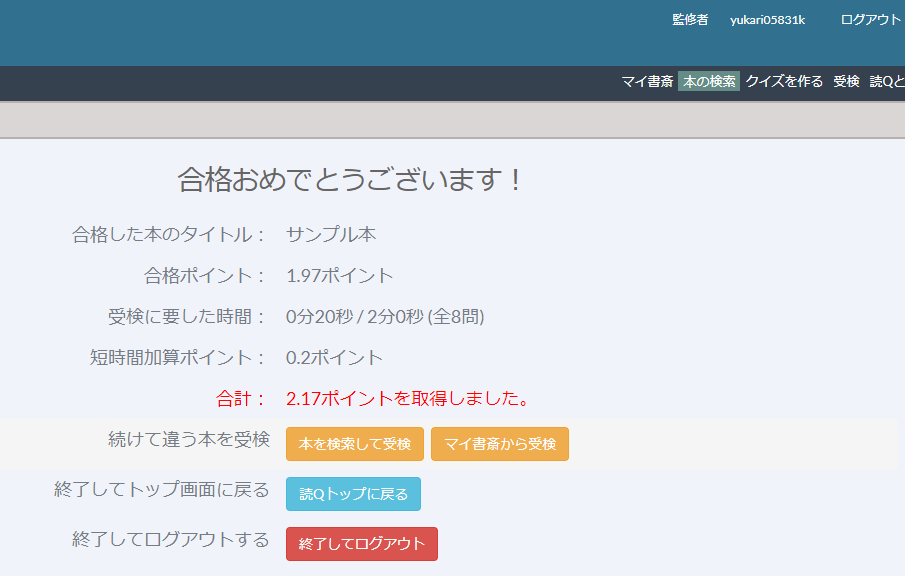 監修者 yukari05831k ログアウト
マイ書斎 本の検索 クイズを作る 受検 読Qと
合格おめでとうございます！
合格した本のタイトル： サンプル本
合格ポイント： 1.97ポイント
受検に要した時間： 0分20秒 / 2分0秒 (全8問)
短時間加算ポイント： 0.2ポイント
合計： 2.17ポイントを取得しました。
続けて違う本を受検 本を検索して受検 マイ書斎から受検
終了してトップ画面に戻る 読Qトップに戻る
終了してログアウトする 終了してログアウト